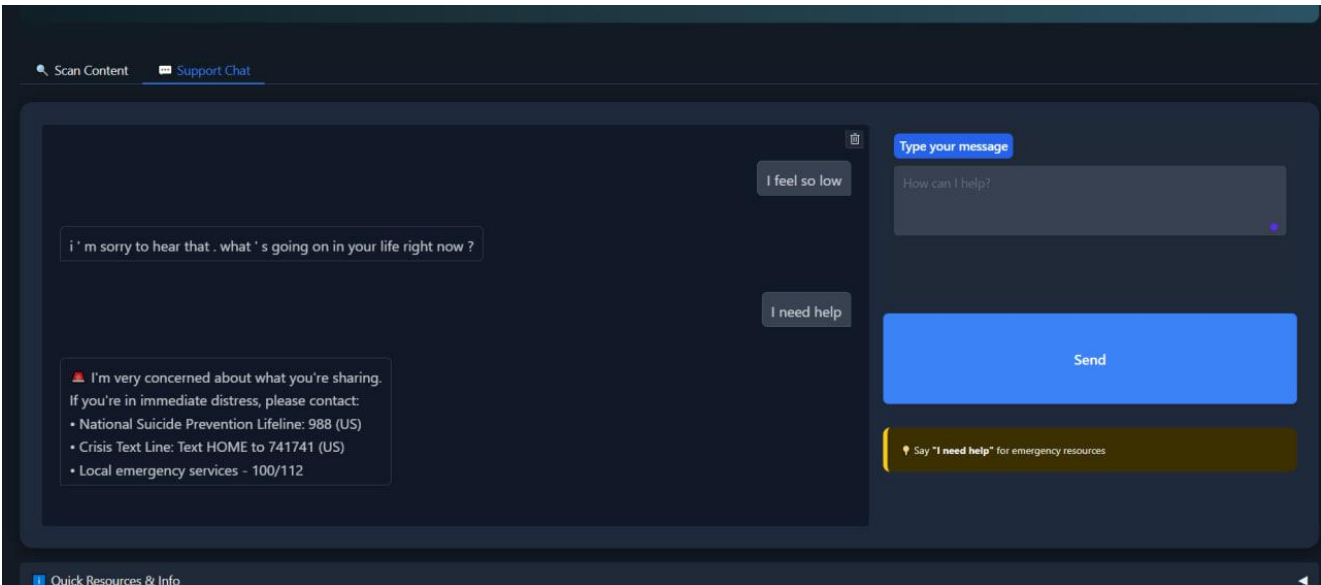 Scan Content
Support Chat
I feel so low
i ' m sorry to hear that . what ' s going on in your life right now ?
I need help
I'm very concerned about what you're sharing.
If you're in immediate distress, please contact:
• National Suicide Prevention Lifeline: 988 (US)
• Crisis Text Line: Text HOME to 741741 (US)
• Local emergency services - 100/112
Type your message
How can I help?
Send
Say "I need help" for emergency resources
Quick Resources & Info